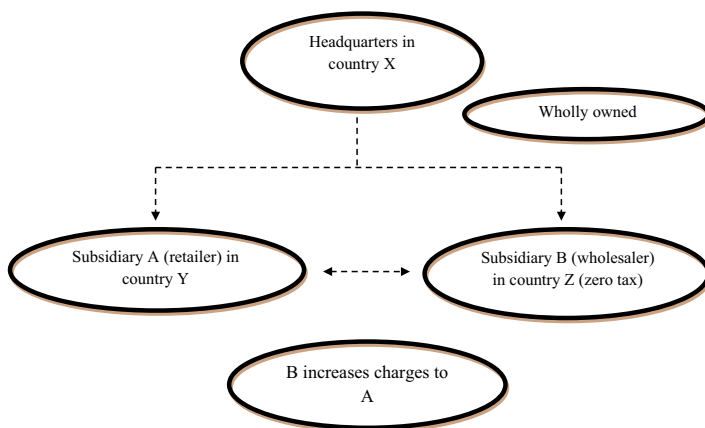 Headquarters in
country X
Wholly owned
Subsidiary A (retailer) in
country Y
Subsidiary B (wholesaler)
in country Z (zero tax)
B increases charges to
A